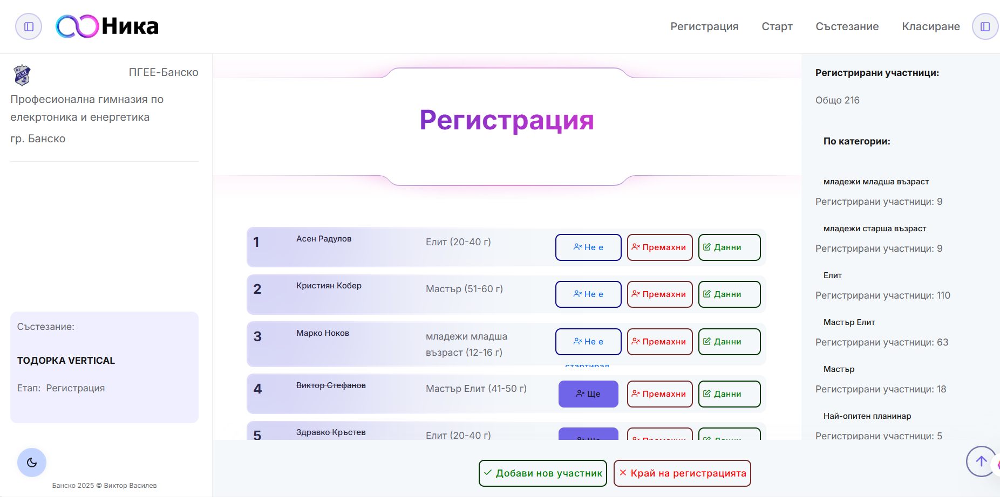 Ника
Регистрация
Старт
Състезание
Класиране
ПГЕЕ-Банско
Професионална гимназия по
елекртоника и енергетика
гр. Банско
Състезание:
ТОДОРКА VERTICAL
Етап: Регистрация
Банско 2025 © Виктор Василев
Регистрация
1 Асен Радулов Елит (20-40 г) Не е Премахни Данни
2 Кристиян Кобер Мастър (51-60 г) Не е Премахни Данни
3 Марко Ноков младежи младша Не е Премахни Данни
възраст (12-16 г)
стартирал
4 Виктор Стефанов Мастър Елит (41-50 г) Ще Премахни Данни
5 Здравко Кръстев Елит (20-40 г) Ще Премахни Данни
Добави нов участник
Край на регистрацията
Регистрирани участници:
Общо 216
По категории:
младежи младша възраст
Регистрирани участници: 9
младежи старша възраст
Регистрирани участници: 9
Елит
Регистрирани участници: 110
Мастър Елит
Регистрирани участници: 63
Мастър
Регистрирани участници: 18
Най-опитен планинар
Регистрирани участници: 5